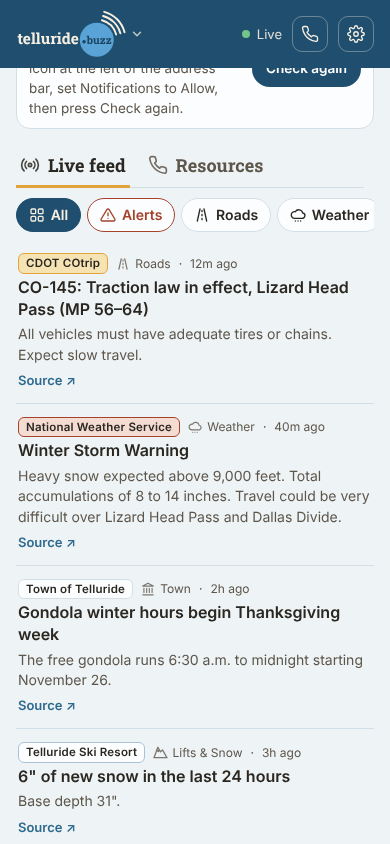 telluride •buzz
Live
icon at the left of the address
bar, set Notifications to Allow,
then press Check again.
Check again
Live feed
Resources
All
Alerts
Roads
Weather
CDOT COtrip
Roads · 12m ago
CO-145: Traction law in effect, Lizard Head
Pass (MP 56–64)
All vehicles must have adequate tires or chains.
Expect slow travel.
Source ↗
National Weather Service
Weather · 40m ago
Winter Storm Warning
Heavy snow expected above 9,000 feet. Total
accumulations of 8 to 14 inches. Travel could be very
difficult over Lizard Head Pass and Dallas Divide.
Source ↗
Town of Telluride
Town · 2h ago
Gondola winter hours begin Thanksgiving
week
The free gondola runs 6:30 a.m. to midnight starting
November 26.
Source ↗
Telluride Ski Resort
Lifts & Snow · 3h ago
6" of new snow in the last 24 hours
Base depth 31".
Source ↗